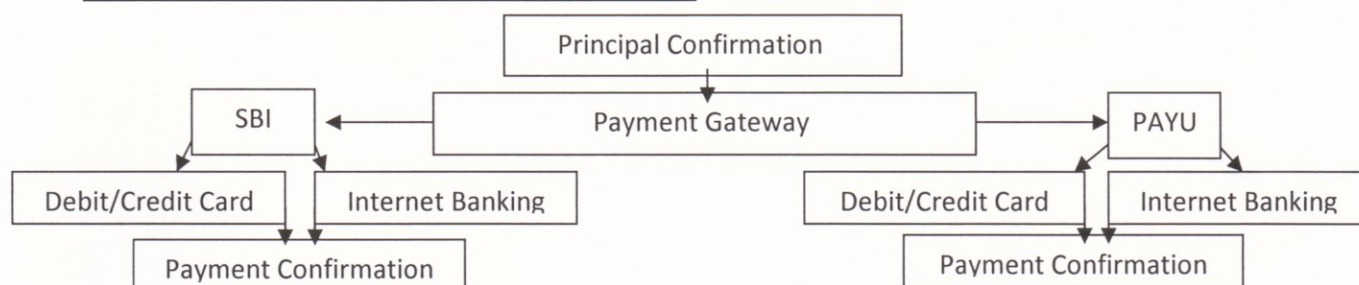 Principal Confirmation
SBI
Payment Gateway
PAYU
Debit/Credit Card
Internet Banking
Debit/Credit Card
Internet Banking
Payment Confirmation
Payment Confirmation